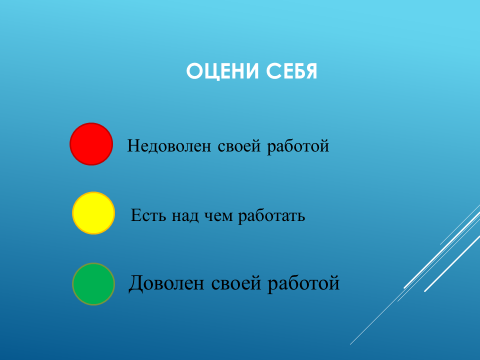 ОЦЕНИ СЕБЯ
Недоволен своей работой
Есть над чем работать
Доволен своей работой